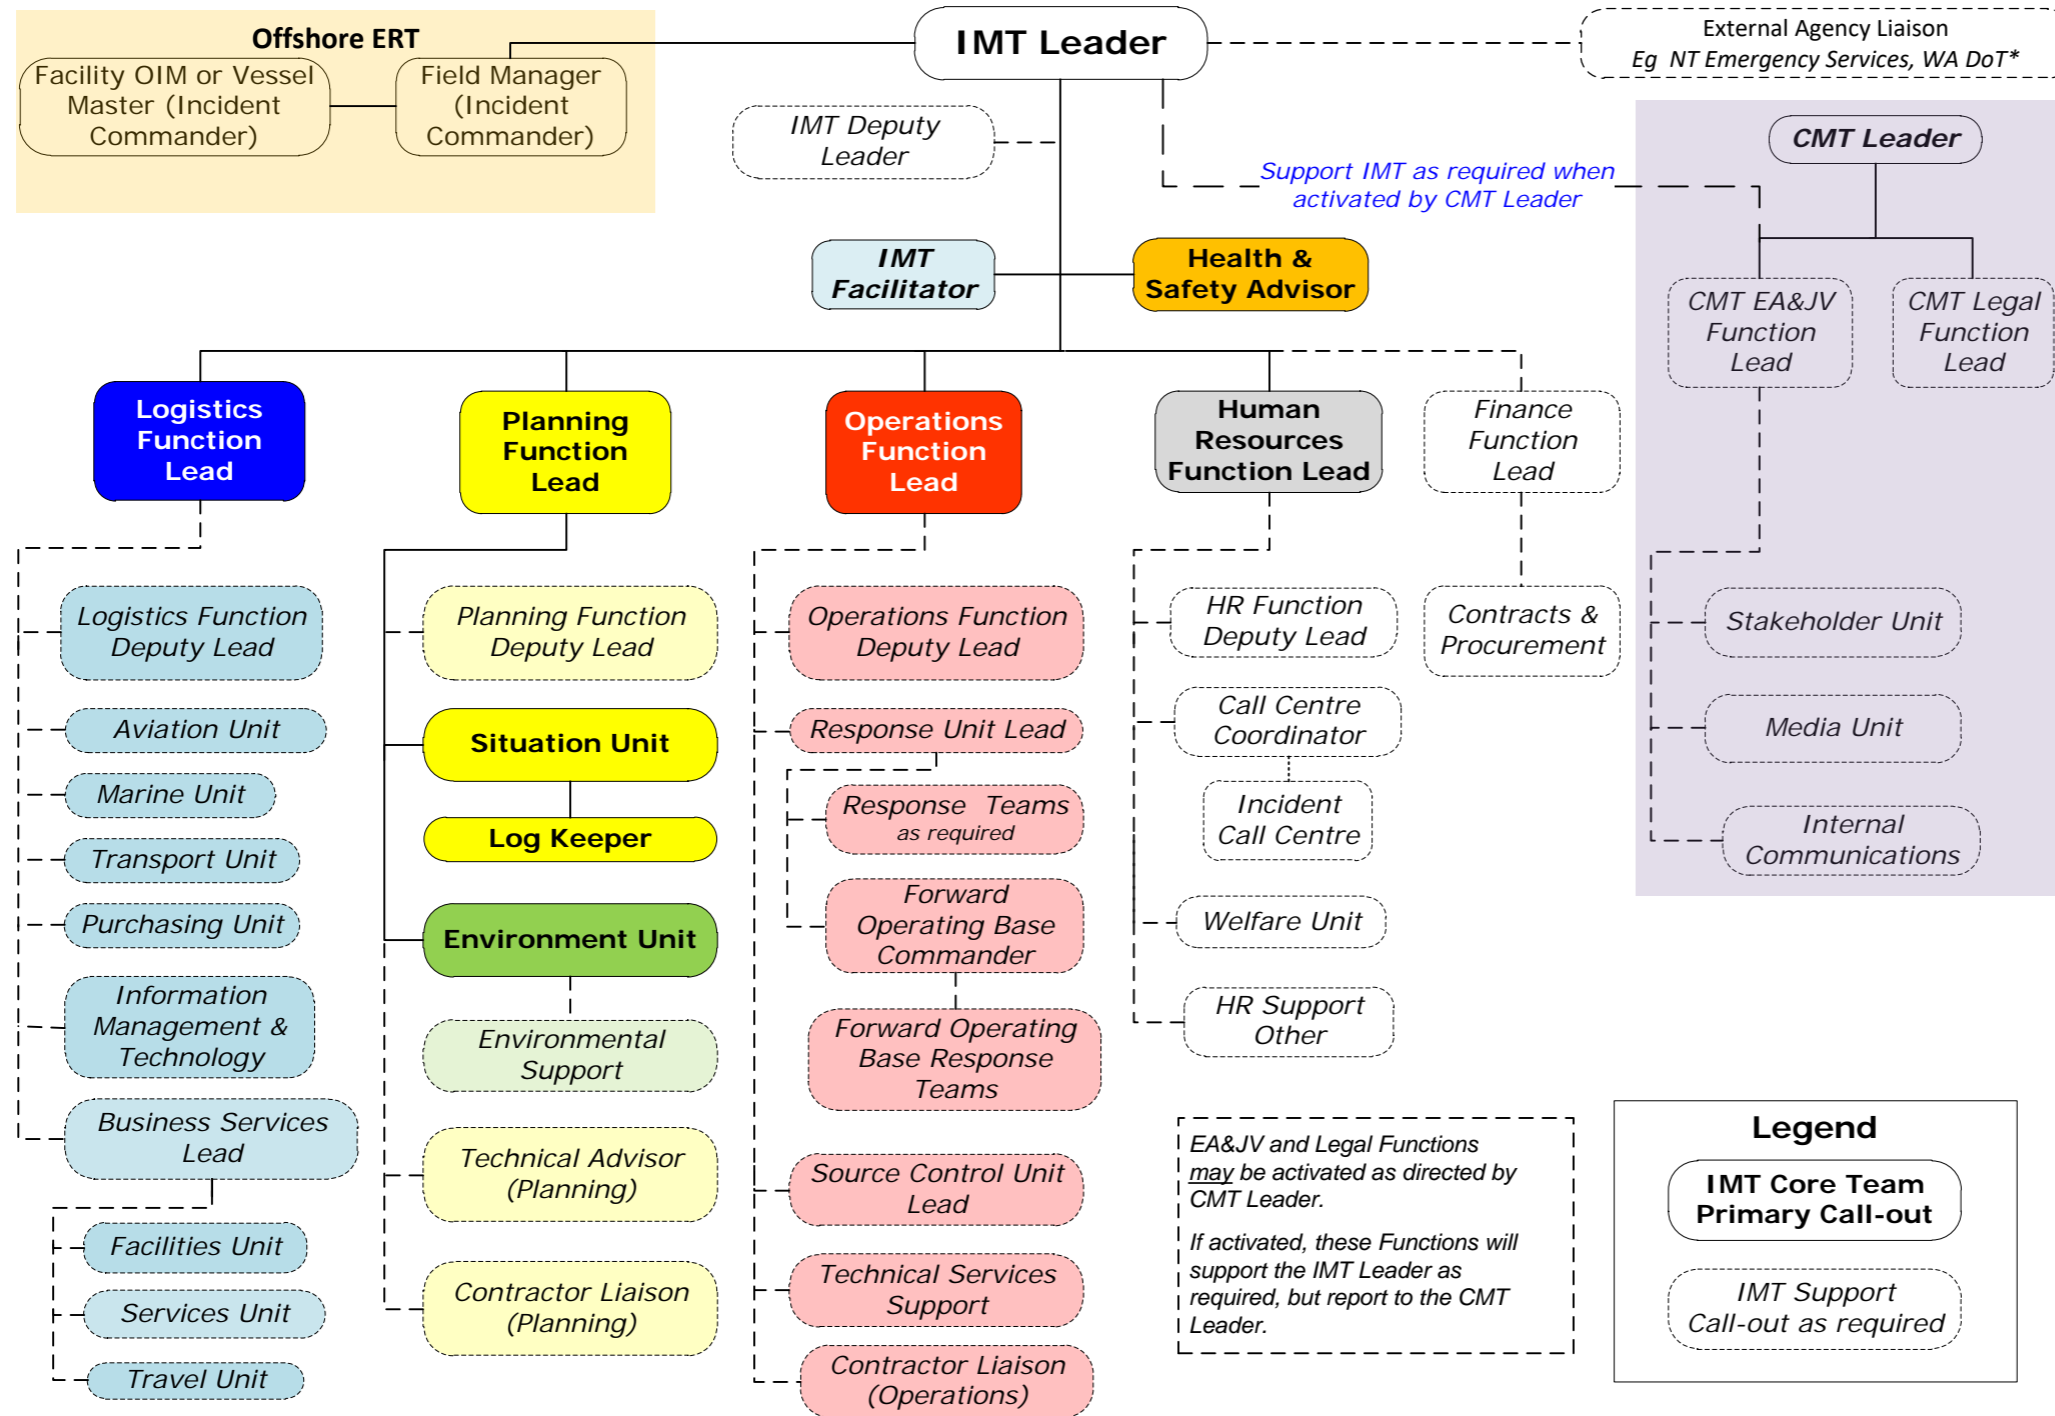 Offshore ERT
Facility OIM or Vessel
Master (Incident
Commander)
Field Manager
(Incident
Commander)
IMT Leader
External Agency Liaison
Eg NT Emergency Services, WA DoT*
IMT Deputy
Leader
Support IMT as required when
activated by CMT Leader
CMT Leader
IMT
Facilitator
Health &
Safety Advisor
CMT EA&JV
Function
Lead
CMT Legal
Function
Lead
Logistics
Function
Lead
Planning
Function
Lead
Operations
Function
Lead
Human
Resources
Function Lead
Finance
Function
Lead
Logistics Function
Deputy Lead
Aviation Unit
Marine Unit
Transport Unit
Purchasing Unit
Information
Management &
Technology
Business Services
Lead
Facilities Unit
Services Unit
Travel Unit
Planning Function
Deputy Lead
Situation Unit
Log Keeper
Environment Unit
Environmental
Support
Technical Advisor
(Planning)
Contractor Liaison
(Planning)
Operations Function
Deputy Lead
Response Unit Lead
Response Teams
as required
Forward
Operating Base
Commander
Forward Operating
Base Response
Teams
Source Control Unit
Lead
Technical Services
Support
Contractor Liaison
(Operations)
HR Function
Deputy Lead
Call Centre
Coordinator
Incident
Call Centre
Welfare Unit
HR Support
Other
Contracts &
Procurement
Stakeholder Unit
Media Unit
Internal
Communications
EA&JV and Legal Functions
may be activated as directed by
CMT Leader.
If activated, these Functions will
support the IMT Leader as
required, but report to the CMT
Leader.
Legend
IMT Core Team
Primary Call-out
IMT Support
Call-out as required